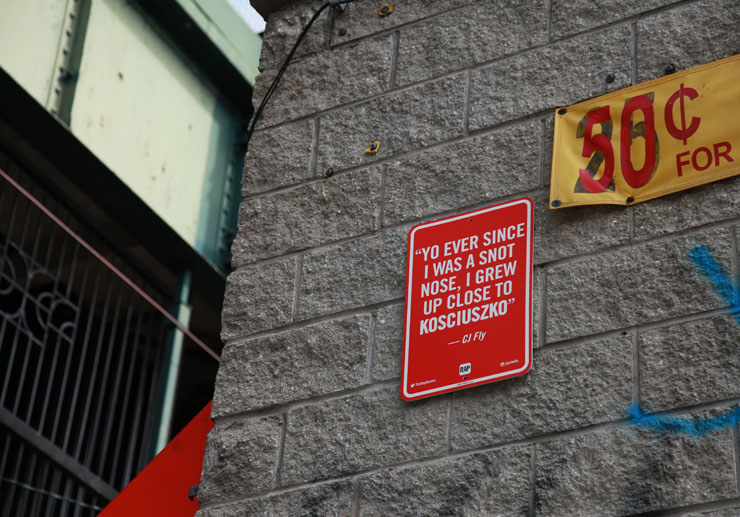 50¢
FOR
“YO EVER SINCE
I WAS A SNOT
NOSE, I GREW
UP CLOSE TO
KOSCIUSZKO”
— CJ Fly
RAP